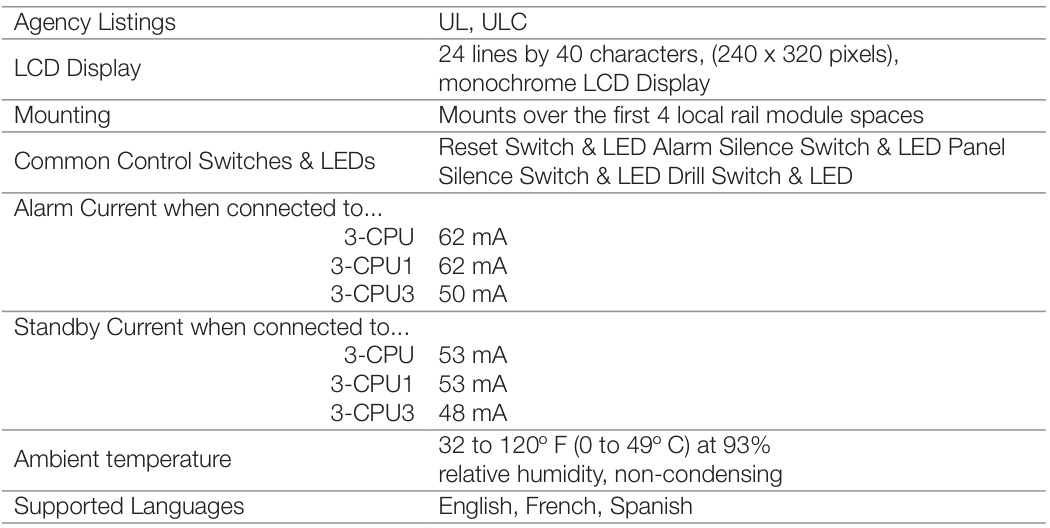 Agency Listings UL, ULC
LCD Display 24 lines by 40 characters, (240 x 320 pixels),
monochrome LCD Display
Mounting Mounts over the first 4 local rail module spaces
Common Control Switches & LEDs Reset Switch & LED Alarm Silence Switch & LED Panel
Silence Switch & LED Drill Switch & LED
Alarm Current when connected to...
3-CPU 62 mA
3-CPU1 62 mA
3-CPU3 50 mA
Standby Current when connected to...
3-CPU 53 mA
3-CPU1 53 mA
3-CPU3 48 mA
Ambient temperature 32 to 120º F (0 to 49º C) at 93%
relative humidity, non-condensing
Supported Languages English, French, Spanish